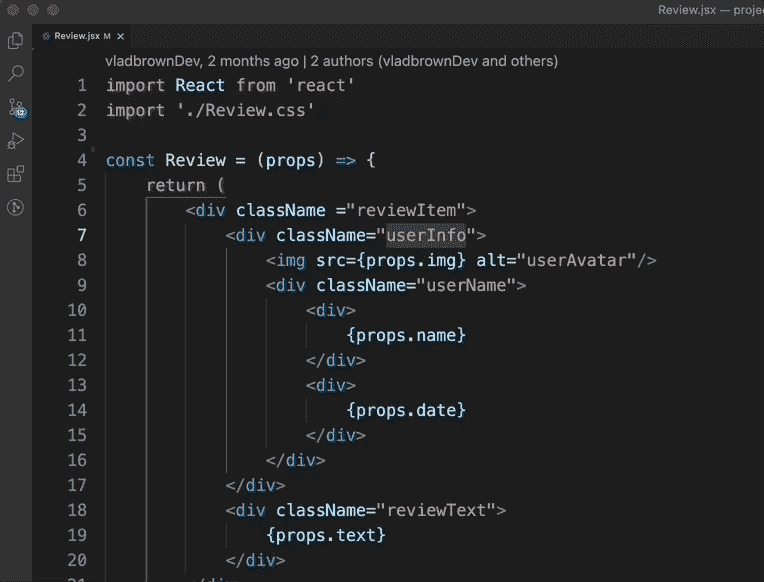 Review.jsx — proje
Review.jsx M ×
vladbrownDev, 2 months ago | 2 authors (vladbrownDev and others)
1 import React from 'react'
2 import './Review.css'
3
4 const Review = (props) => {
5 return (
6 <div className ="reviewItem">
7 <div className="userInfo">
8 <img src={props.img} alt="userAvatar"/>
9 <div className="userName">
10 <div>
11 {props.name}
12 </div>
13 <div>
14 {props.date}
15 </div>
16 </div>
17 </div>
18 <div className="reviewText">
19 {props.text}
20 </div>